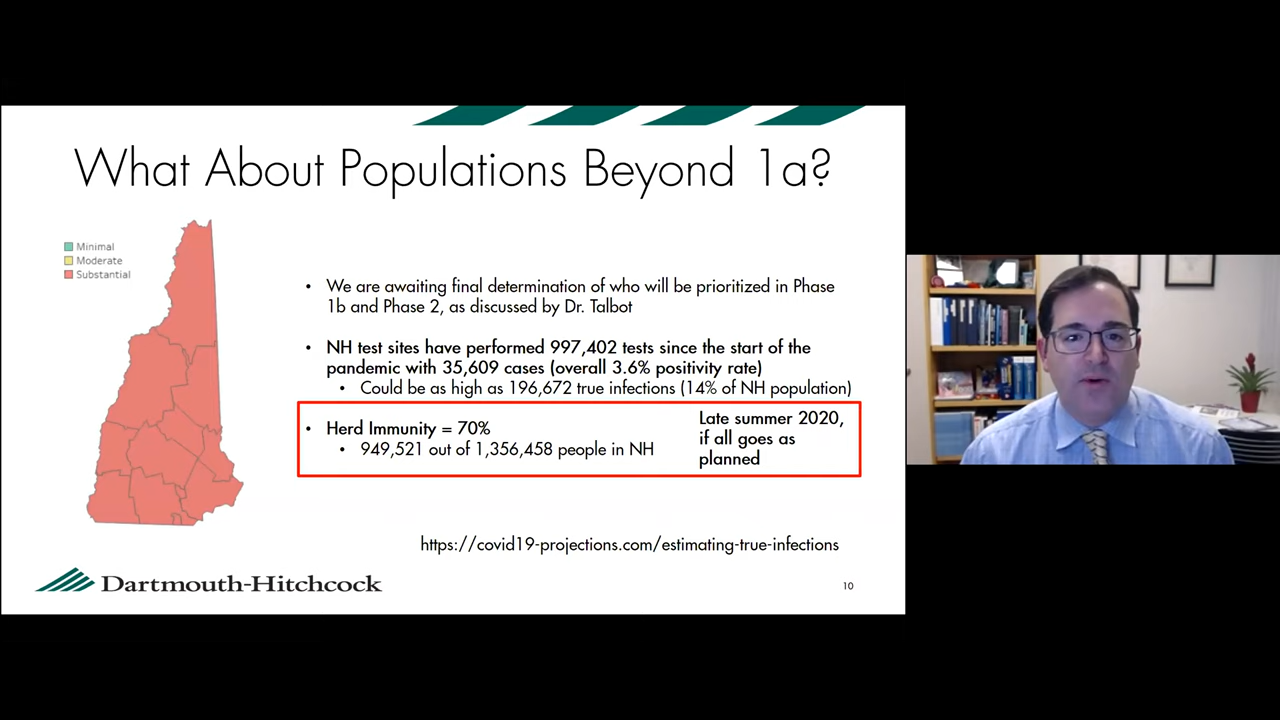 What About Populations Beyond 1a?
Minimal
Moderate
Substantial
• We are awaiting final determination of who will be prioritized in Phase
1b and Phase 2, as discussed by Dr. Talbot
• NH test sites have performed 997,402 tests since the start of the
pandemic with 35,609 cases (overall 3.6% positivity rate)
• Could be as high as 196,672 true infections (14% of NH population)
• Herd Immunity = 70%
• 949,521 out of 1,356,458 people in NH
Late summer 2020,
if all goes as
planned
https://covid19-projections.com/estimating-true-infections
Dartmouth-Hitchcock
10